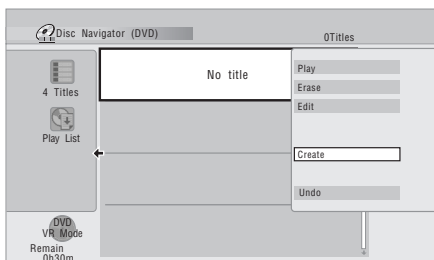 Disc Navigator (DVD)
0Titles
4 Titles
Play List
No title
Play
Erase
Edit
Create
Undo
DVD
VR Mode
Remain
0h30m